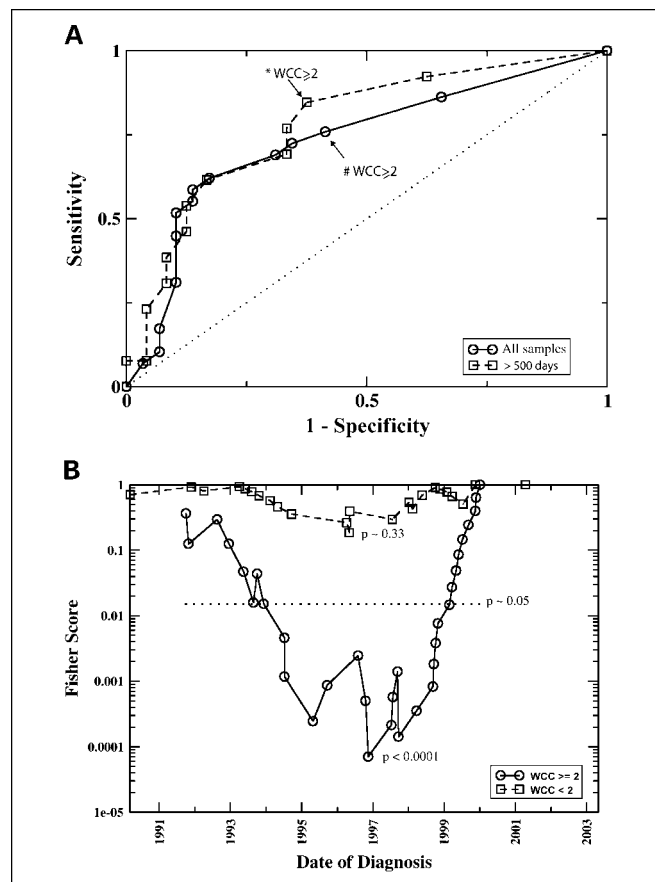 A
1
* WCC⩾2
# WCC⩾2
Sensitivity
0.5
All samples
> 500 days
0
0
0.5
1
1 - Specificity
B
1
0.1
p ~ 0.33
p ~ 0.05
0.01
Fisher Score
0.001
0.0001
p < 0.0001
WCC >= 2
WCC < 2
1e-05
1991
1993
1995
1997
1999
2001
2003
Date of Diagnosis